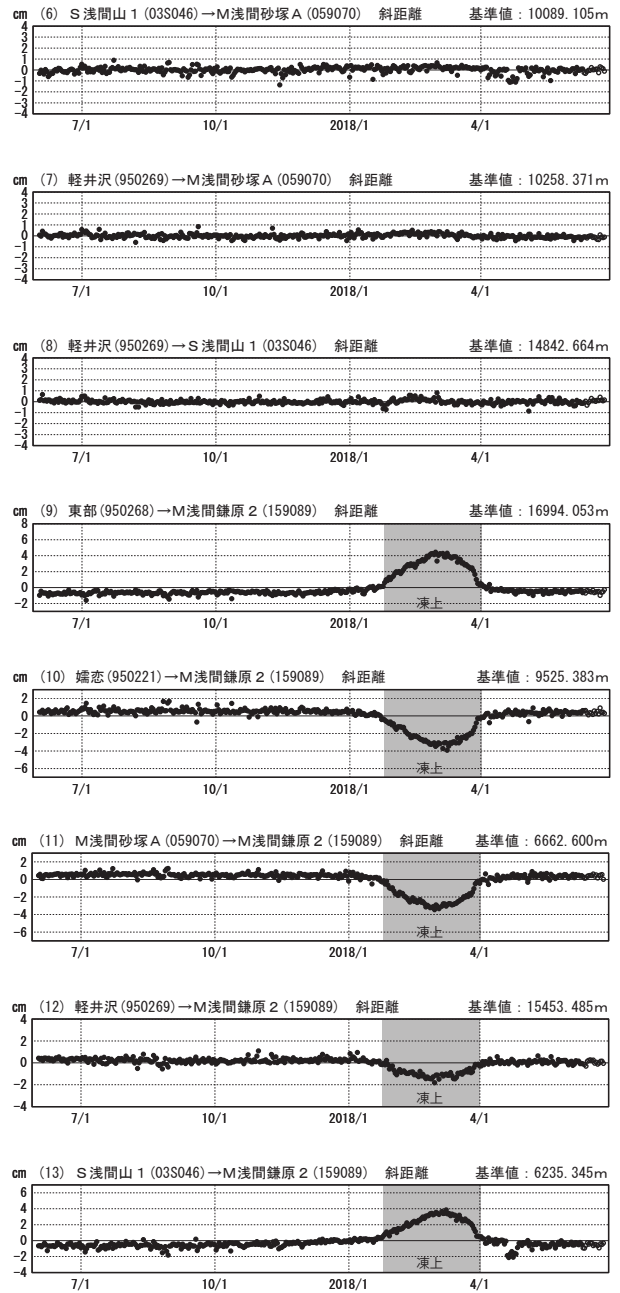 cm (6) S浅間山1(03S046)→M浅間砂塚A(059070) 斜距離 基準値：10089.105m
4
3
2
1
0
−1
−2
−3
−4
7/1 10/1 2018/1 4/1
cm (7) 軽井沢(950269)→M浅間砂塚A(059070) 斜距離 基準値：10258.371m
4
3
2
1
0
−1
−2
−3
−4
7/1 10/1 2018/1 4/1
cm (8) 軽井沢(950269)→S浅間山1(03S046) 斜距離 基準値：14842.664m
4
3
2
1
0
−1
−2
−3
−4
7/1 10/1 2018/1 4/1
cm (9) 東部(950268)→M浅間鎌原2(159089) 斜距離 基準値：16994.053m
8
6
4
2
0
−2
凍上
7/1 10/1 2018/1 4/1
cm (10) 嬬恋(950221)→M浅間鎌原2(159089) 斜距離 基準値：9525.383m
2
0
−2
−4
−6
凍上
7/1 10/1 2018/1 4/1
cm (11) M浅間砂塚A(059070)→M浅間鎌原2(159089) 斜距離 基準値：6662.600m
2
0
−2
−4
−6
凍上
7/1 10/1 2018/1 4/1
cm (12) 軽井沢(950269)→M浅間鎌原2(159089) 斜距離 基準値：15453.485m
4
2
0
−2
−4
凍上
7/1 10/1 2018/1 4/1
cm (13) S浅間山1(03S046)→M浅間鎌原2(159089) 斜距離 基準値：6235.345m
6
4
2
0
−2
−4
凍上
7/1 10/1 2018/1 4/1